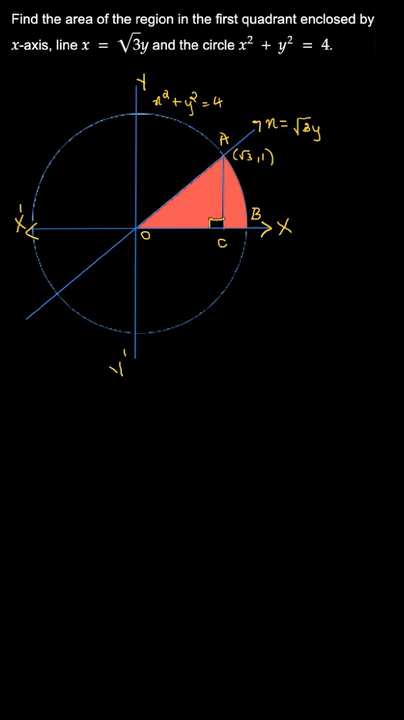 Find the area of the region in the first quadrant enclosed by
x-axis, line x = √3y and the circle x² + y² = 4.
Y
x² + y² = 4
A
x = √3y
(√3, 1)
B
X'
O
C
X
Y'